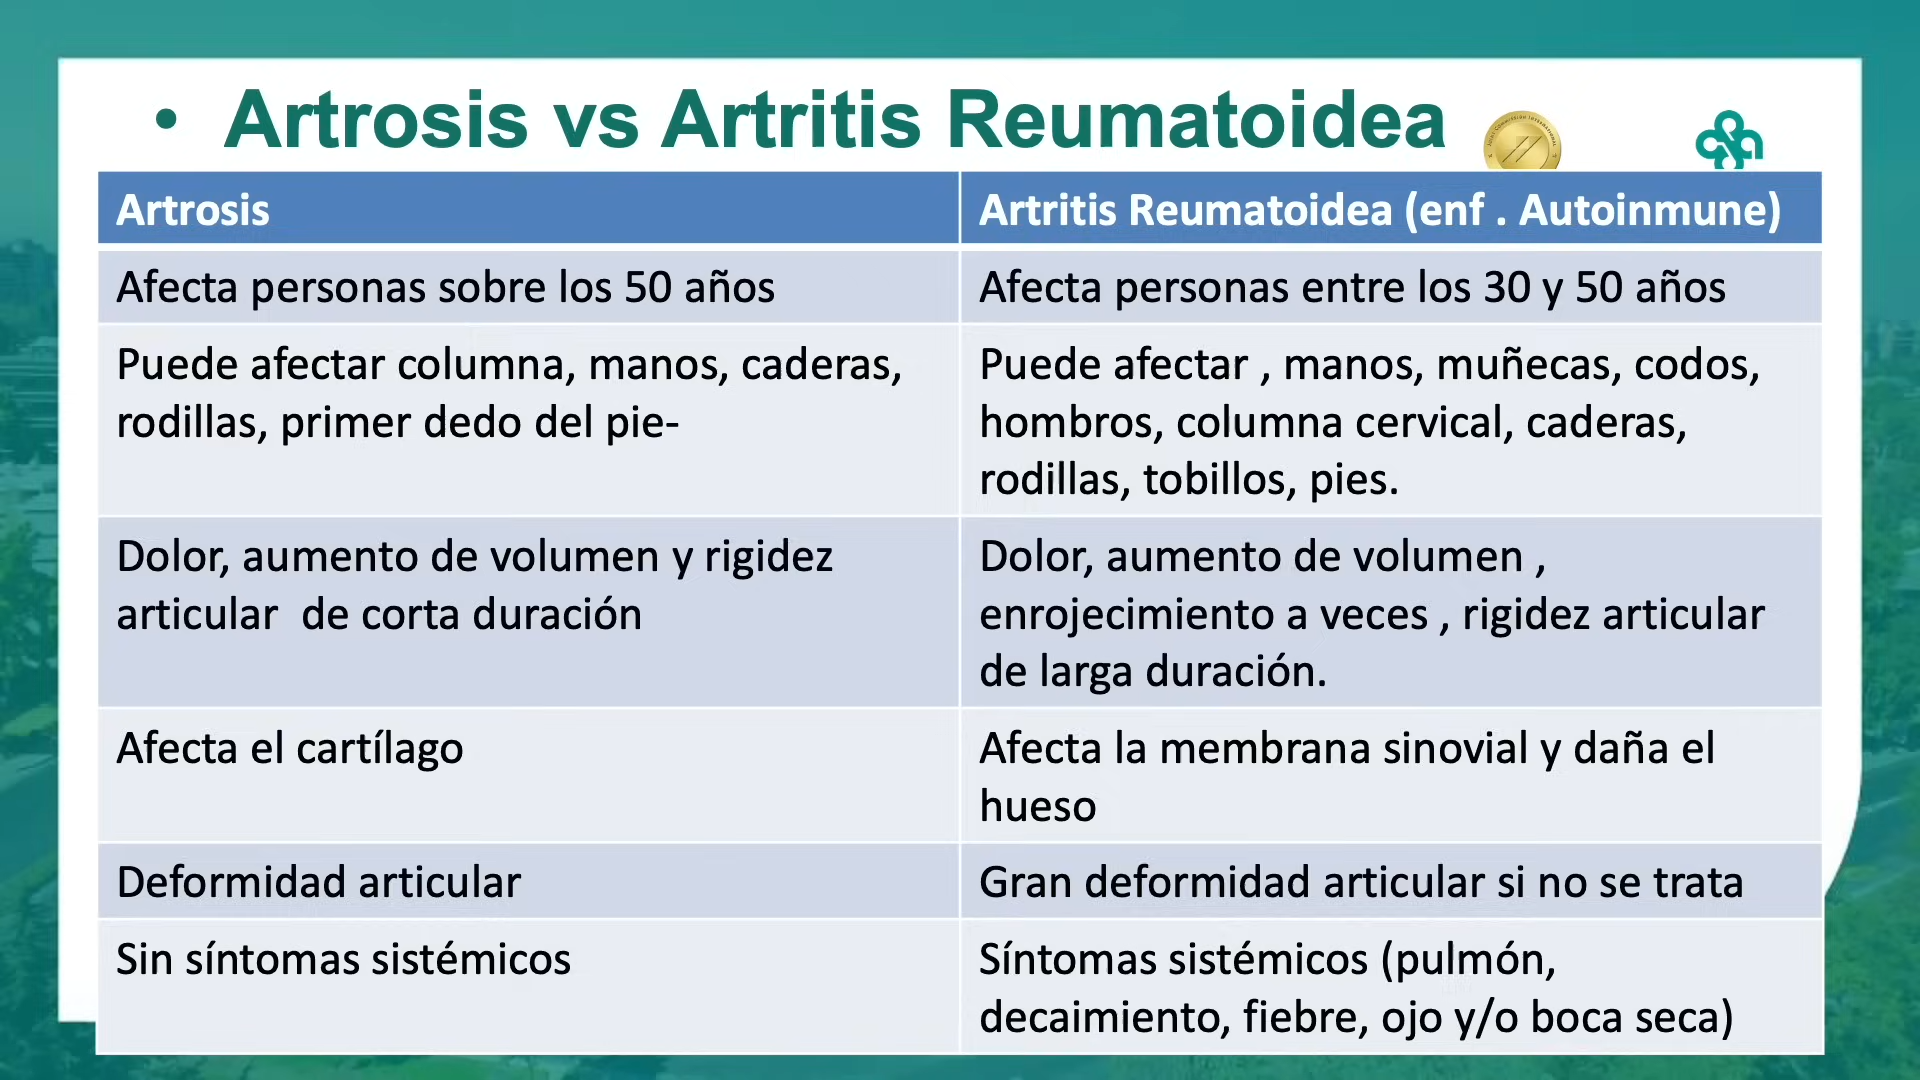 • Artrosis vs Artritis Reumatoidea
Artrosis
Artritis Reumatoidea (enf . Autoinmune)
Afecta personas sobre los 50 años
Afecta personas entre los 30 y 50 años
Puede afectar columna, manos, caderas,
rodillas, primer dedo del pie-
Puede afectar , manos, muñecas, codos,
hombros, columna cervical, caderas,
rodillas, tobillos, pies.
Dolor, aumento de volumen y rigidez
articular  de corta duración
Dolor, aumento de volumen ,
enrojecimiento a veces , rigidez articular
de larga duración.
Afecta el cartílago
Afecta la membrana sinovial y daña el
hueso
Deformidad articular
Gran deformidad articular si no se trata
Sin síntomas sistémicos
Síntomas sistémicos (pulmón,
decaimiento, fiebre, ojo y/o boca seca)